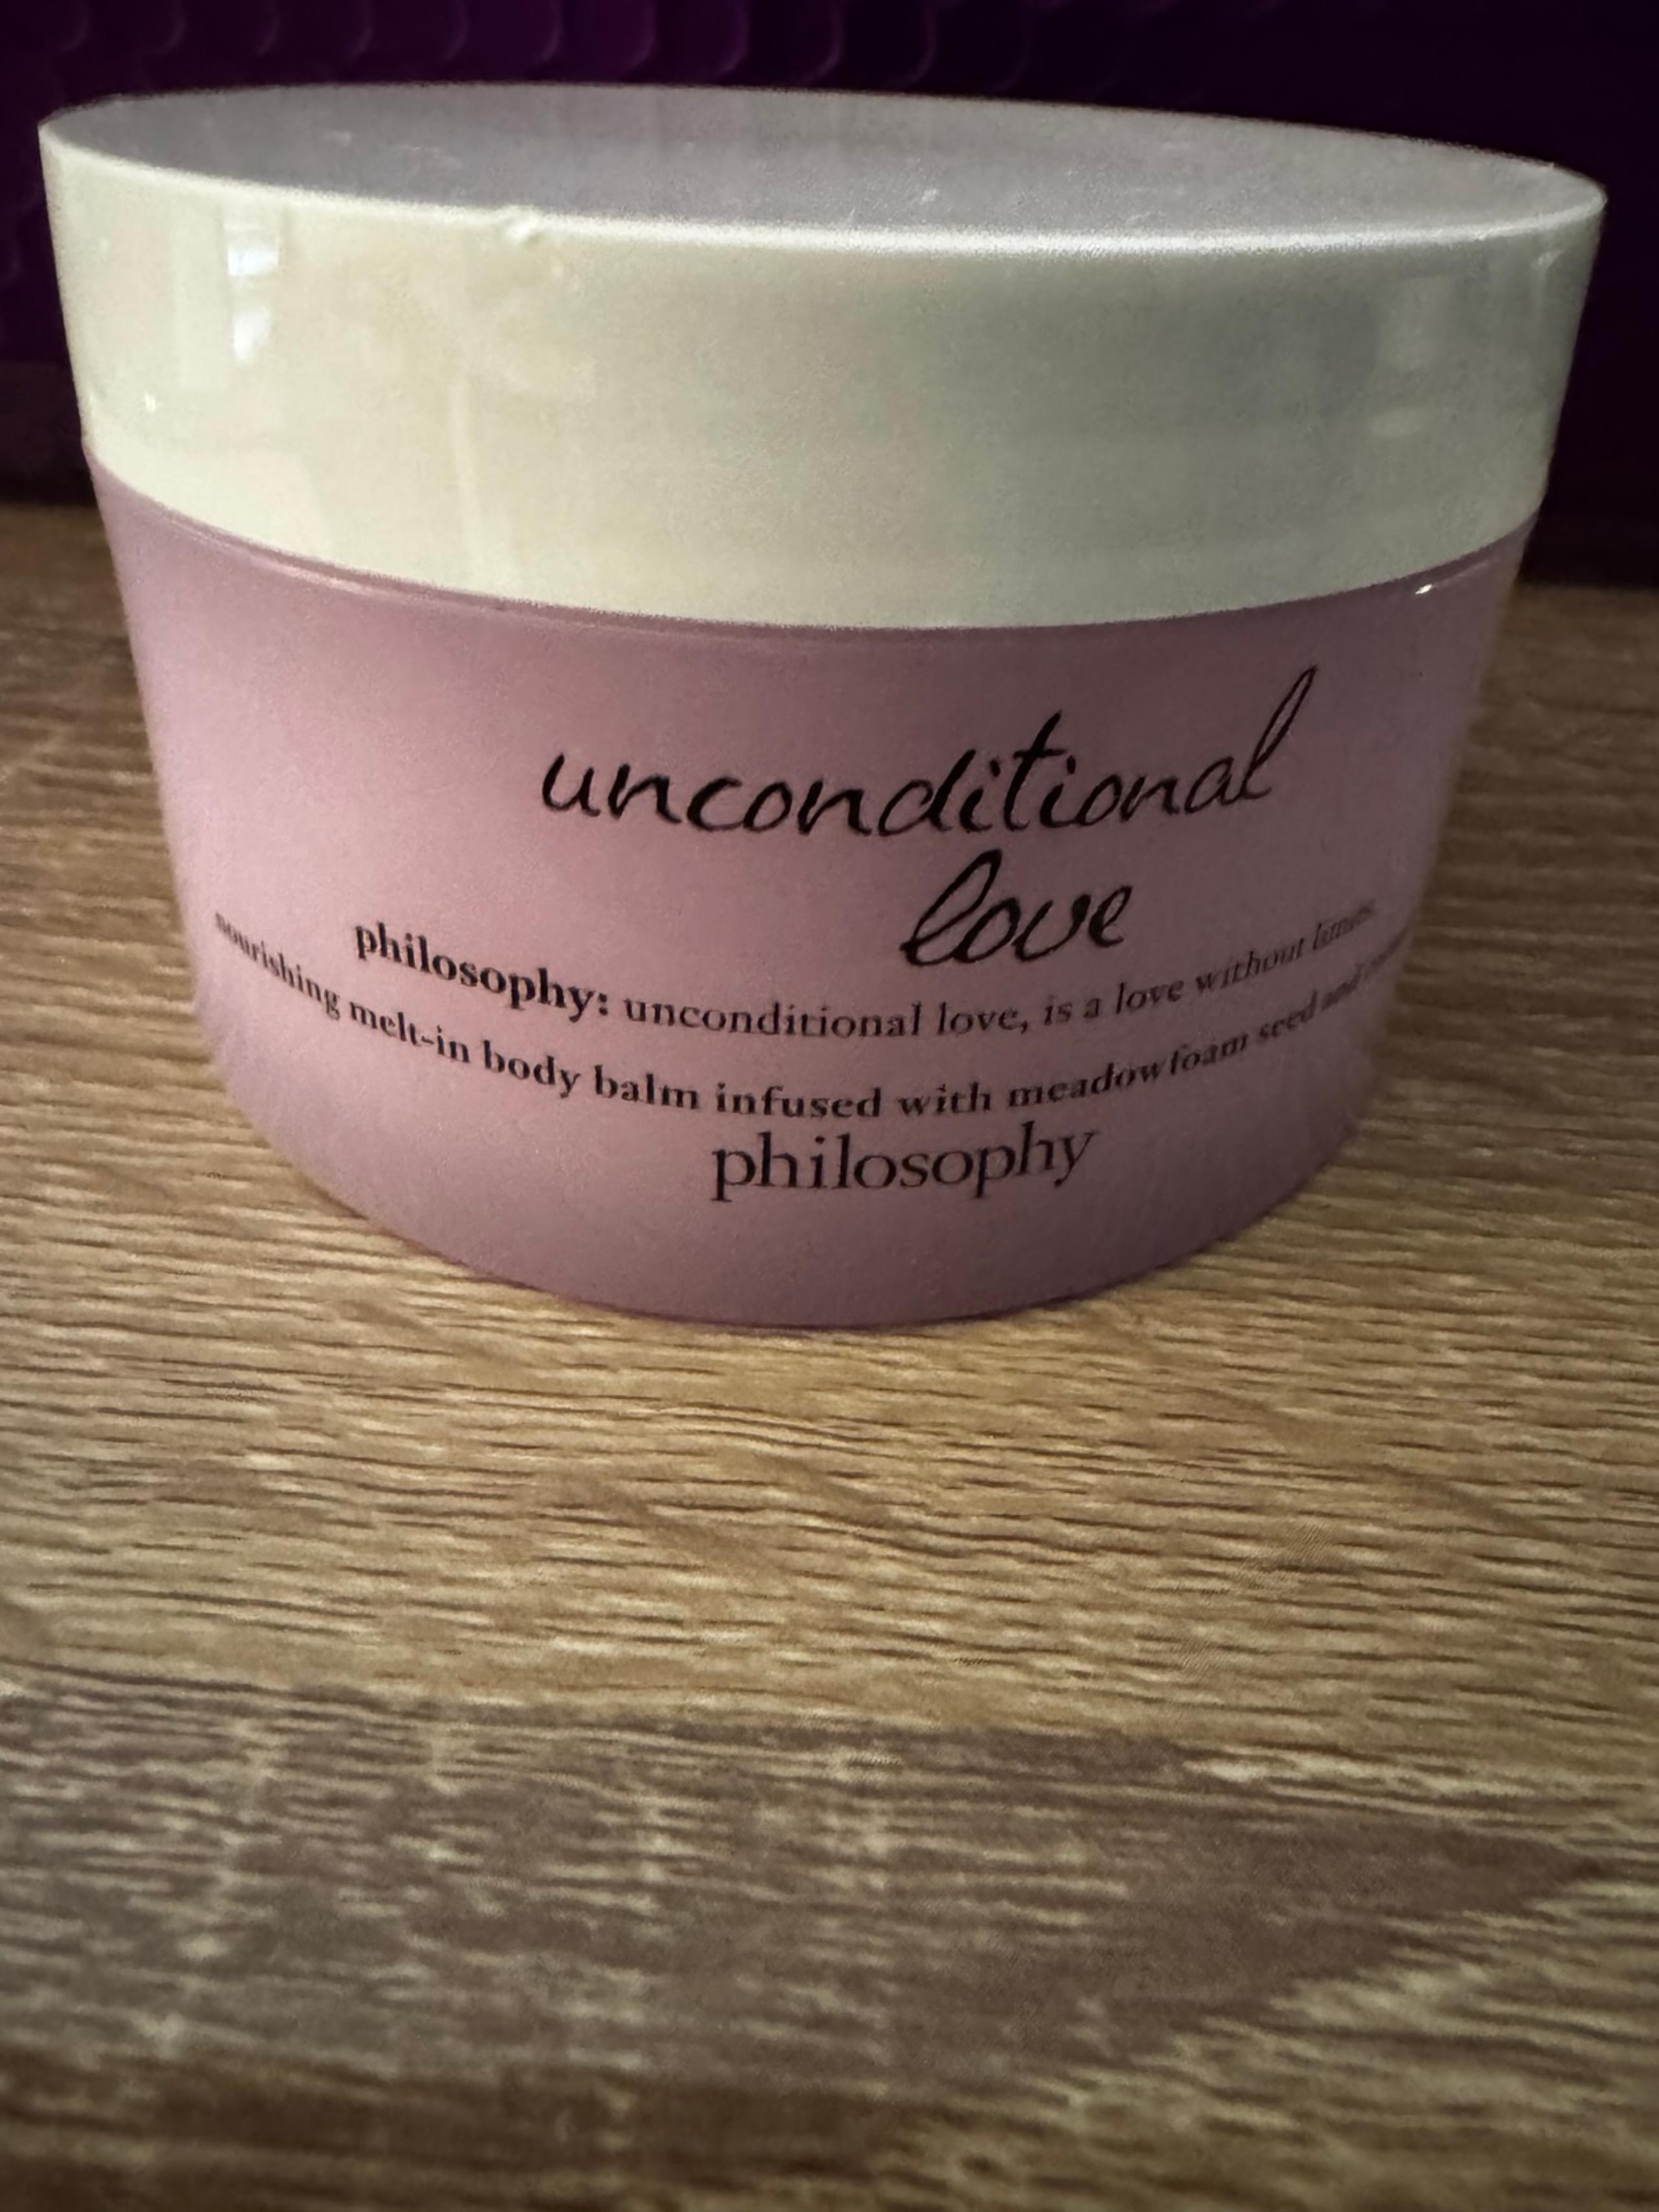 unconditional
love
philosophy: unconditional love, is a love without limits.
nourishing melt-in body balm infused with meadowfoam seed and
philosophy